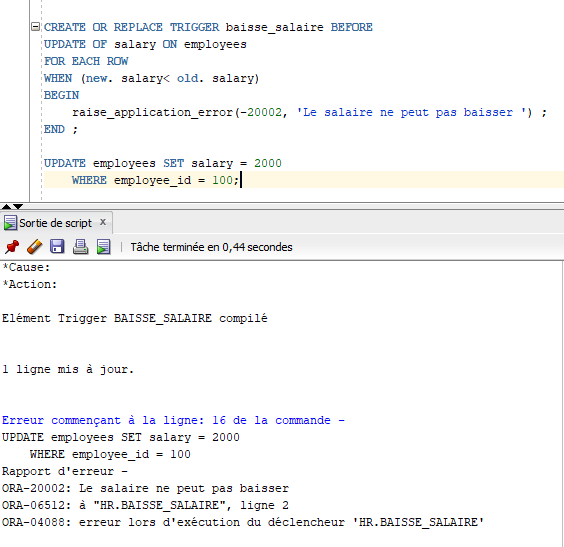 CREATE OR REPLACE TRIGGER baisse_salaire BEFORE
UPDATE OF salary ON employees
FOR EACH ROW
WHEN (new. salary< old. salary)
BEGIN
    raise_application_error(-20002, 'Le salaire ne peut pas baisser ') ;
END ;
UPDATE employees SET salary = 2000
    WHERE employee_id = 100;
Sortie de script x
Tâche terminée en 0,44 secondes
*Cause:
*Action:
Elément Trigger BAISSE_SALAIRE compilé
1 ligne mis à jour.
Erreur commençant à la ligne: 16 de la commande -
UPDATE employees SET salary = 2000
    WHERE employee_id = 100
Rapport d'erreur -
ORA-20002: Le salaire ne peut pas baisser
ORA-06512: à "HR.BAISSE_SALAIRE", ligne 2
ORA-04088: erreur lors d'exécution du déclencheur 'HR.BAISSE_SALAIRE'